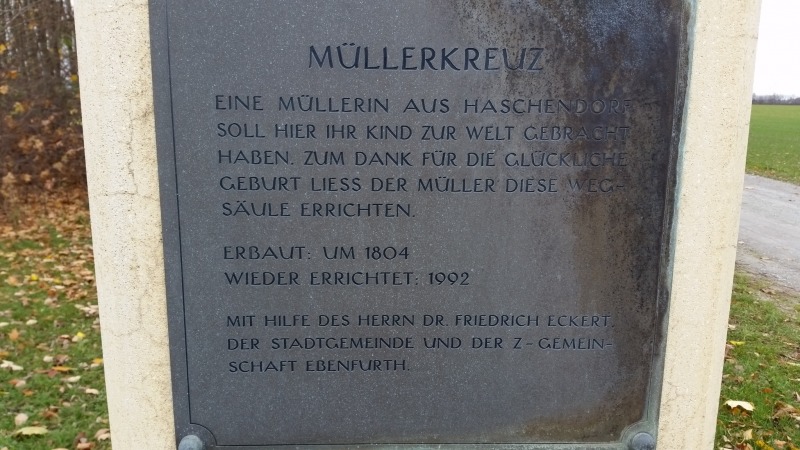 MÜLLERKREUZ
EINE MÜLLERIN AUS HASCHENDORF
SOLL HIER IHR KIND ZUR WELT GEBRACHT
HABEN. ZUM DANK FÜR DIE GLÜCKLICHE
GEBURT LIESS DER MÜLLER DIESE WEG-
SÄULE ERRICHTEN.
ERBAUT: UM 1804
WIEDER ERRICHTET: 1992
MIT HILFE DES HERRN DR. FRIEDRICH ECKERT,
DER STADTGEMEINDE UND DER Z-GEMEIN-
SCHAFT EBENFURTH.